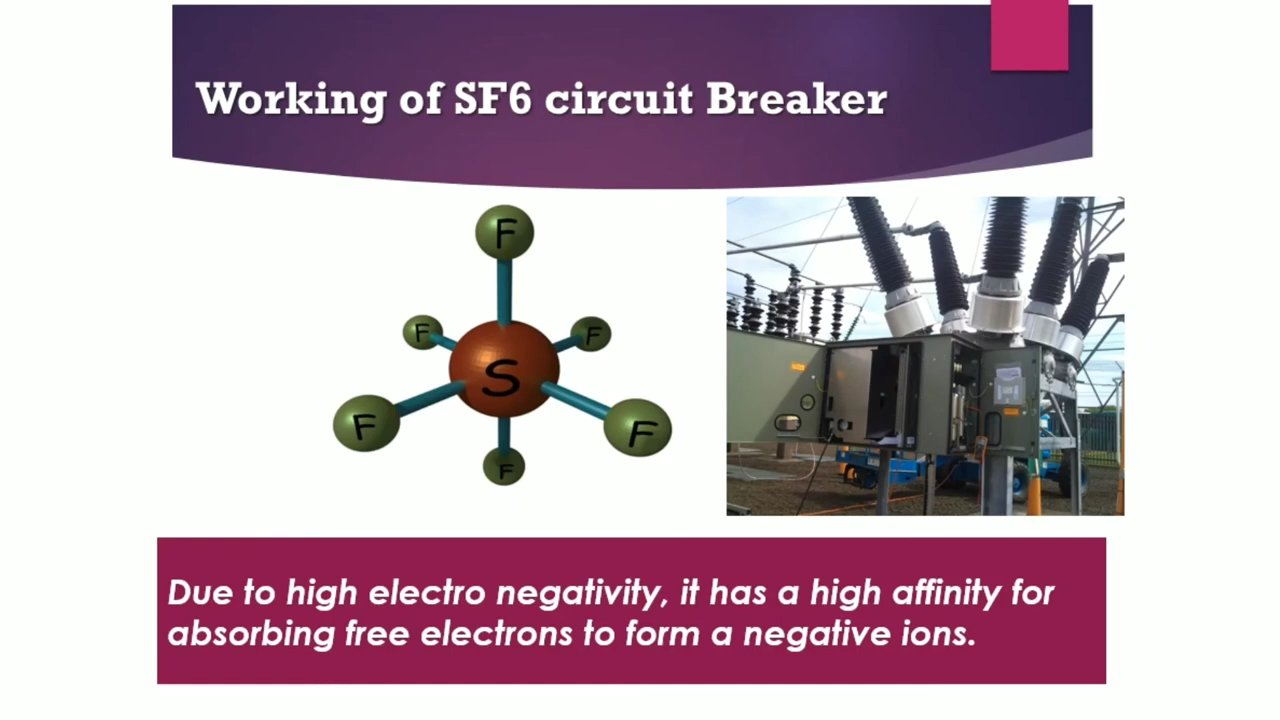 Working of SF6 circuit Breaker
F
F
F
S
F
F
F
Due to high electro negativity, it has a high affinity for
absorbing free electrons to form a negative ions.